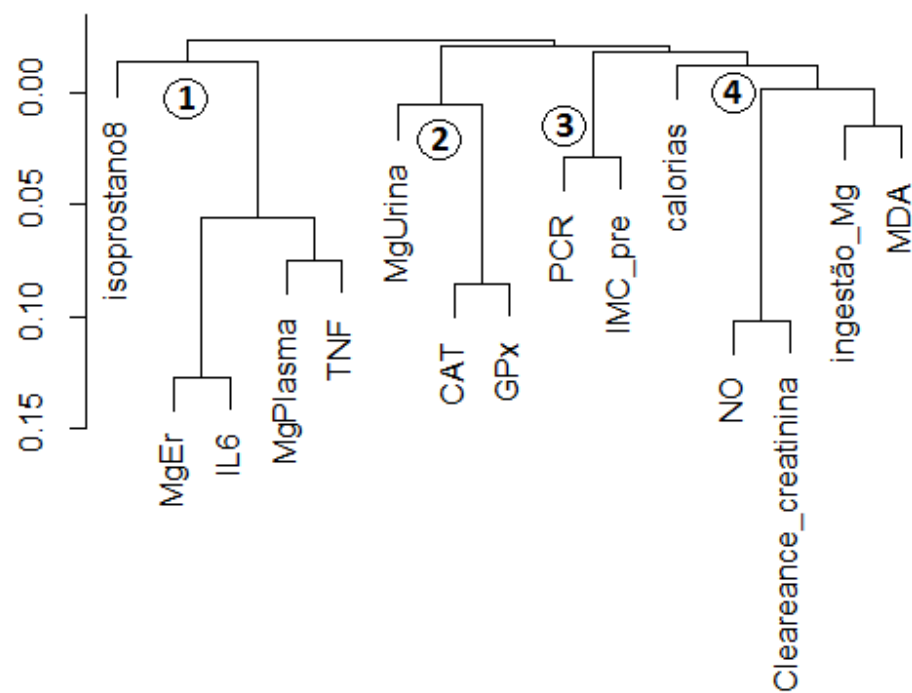 0.00
0.05
0.10
0.15
1
2
3
4
isoprostano8
MgEr
IL6
MgPlasma
TNF
MgUrina
CAT
GPx
PCR
IMC_pre
calorias
NO
Cleareance_creatinina
ingestão_Mg
MDA